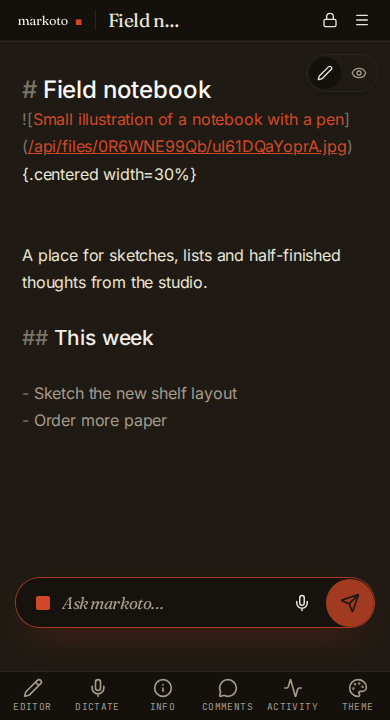 markoto
Field n...
# Field notebook
![Small illustration of a notebook with a pen]
(/api/files/0R6WNE99Qb/ul61DQaYoprA.jpg)
{.centered width=30%}
A place for sketches, lists and half-finished
thoughts from the studio.
## This week
- Sketch the new shelf layout
- Order more paper
Ask markoto...
EDITOR
DICTATE
INFO
COMMENTS
ACTIVITY
THEME